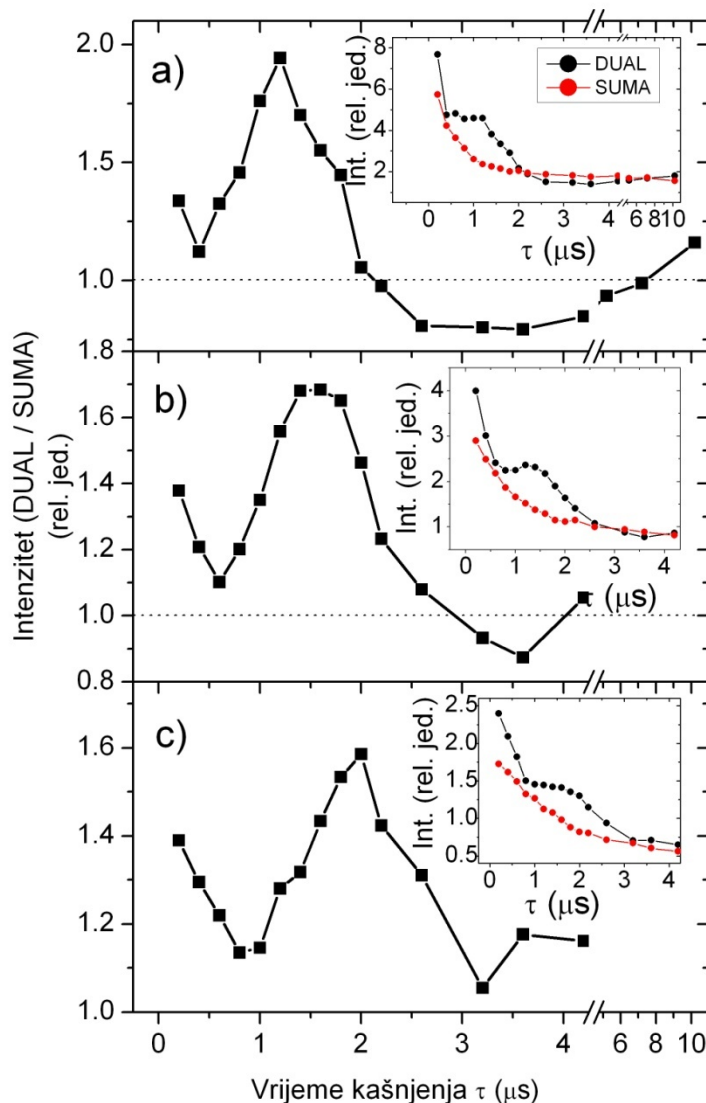 Intenzitet (DUAL / SUMA)
(rel. jed.)
a)
2.0
1.5
1.0
1.8
Int. (rel. jed.)
8
6
4
2
DUAL
SUMA
0 1 2 3 4 6 8 10
τ (μs)
b)
1.6
1.4
1.2
1.0
0.8
Int. (rel. jed.)
4
3
2
1
0 1 2 3 4
τ (μs)
c)
1.6
1.4
1.2
1.0
Int. (rel. jed.)
2.5
2.0
1.5
1.0
0.5
0 1 2 3 4
τ (μs)
0 1 2 3 4 6 8 10
Vrijeme kašnjenja τ (μs)